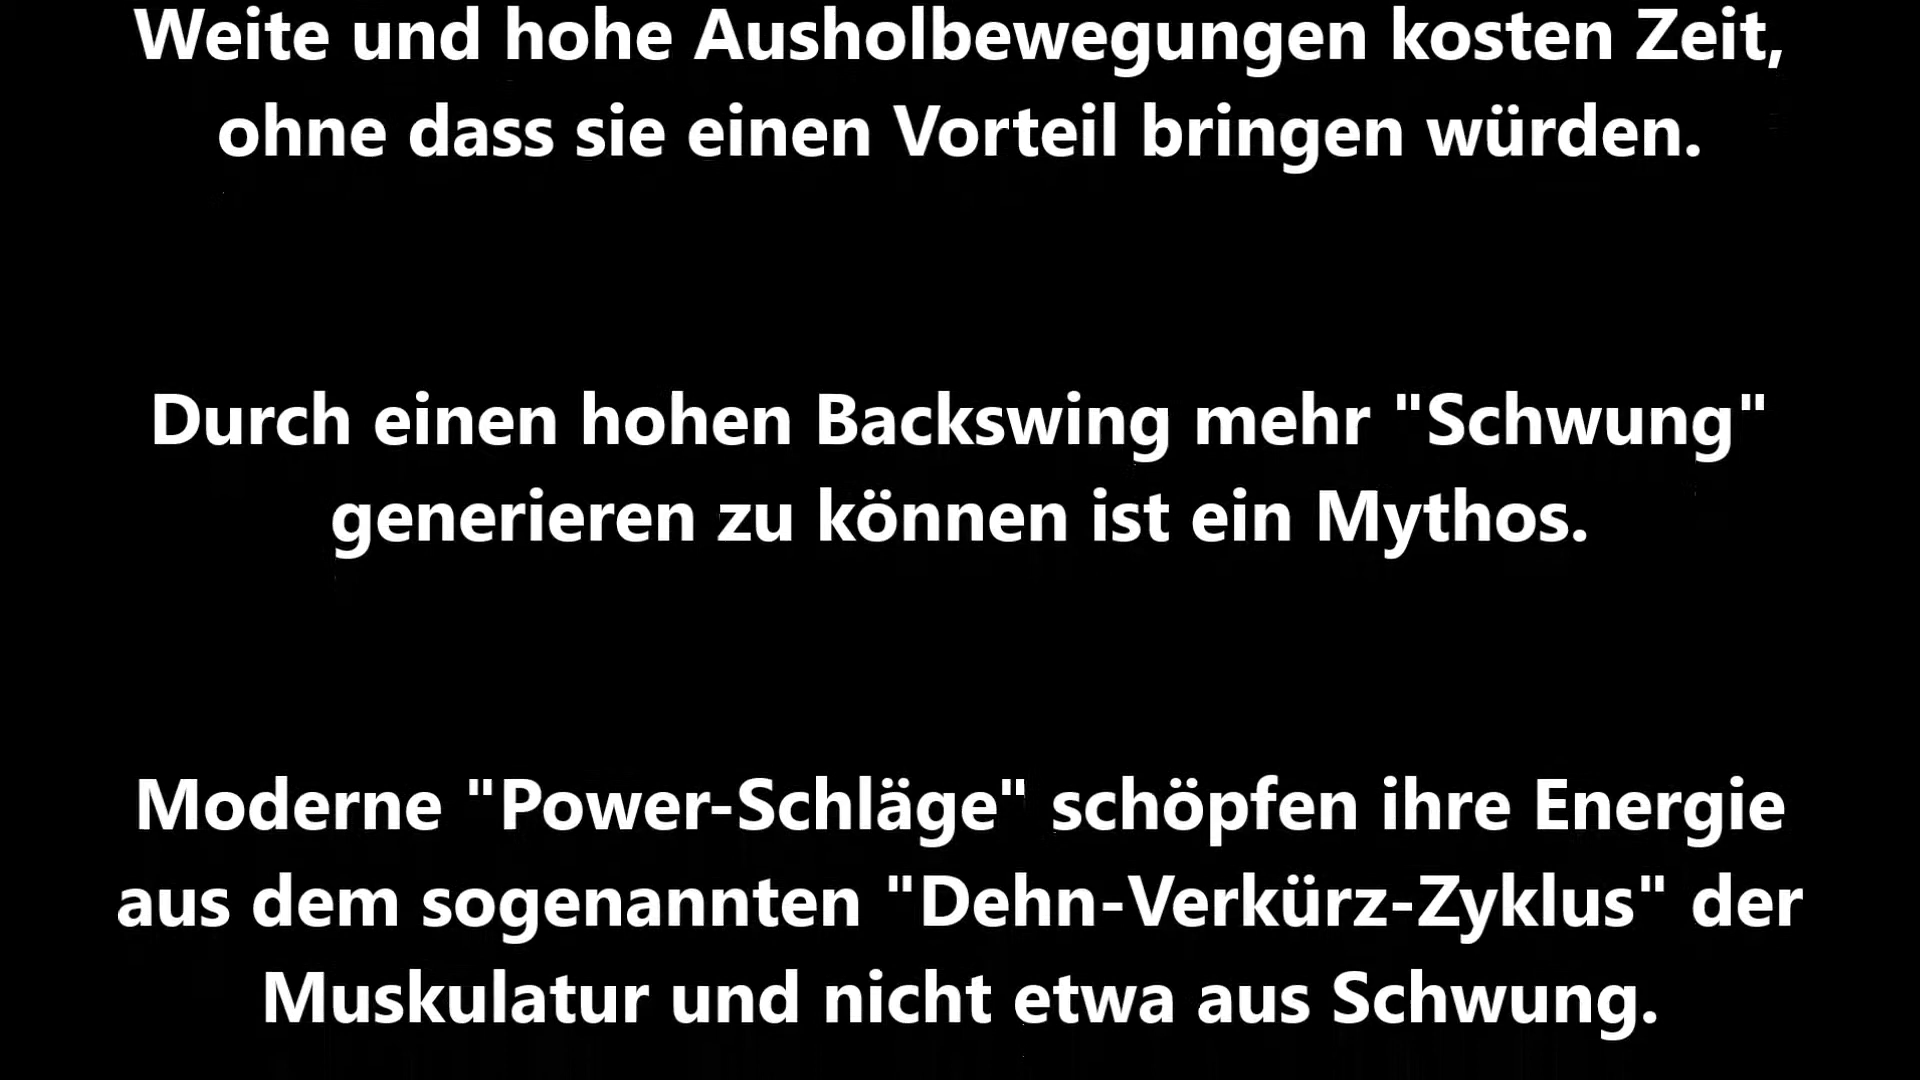 Weite und hohe Ausholbewegungen kosten Zeit,
ohne dass sie einen Vorteil bringen würden.
Durch einen hohen Backswing mehr "Schwung"
generieren zu können ist ein Mythos.
Moderne "Power-Schläge" schöpfen ihre Energie
aus dem sogenannten "Dehn-Verkürz-Zyklus" der
Muskulatur und nicht etwa aus Schwung.